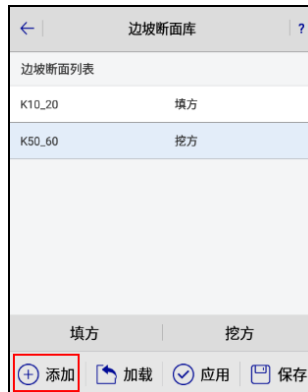 边坡断面库 ?
边坡断面列表
K10_20 填方
K50_60 挖方
填方 挖方
添加 加载 应用 保存